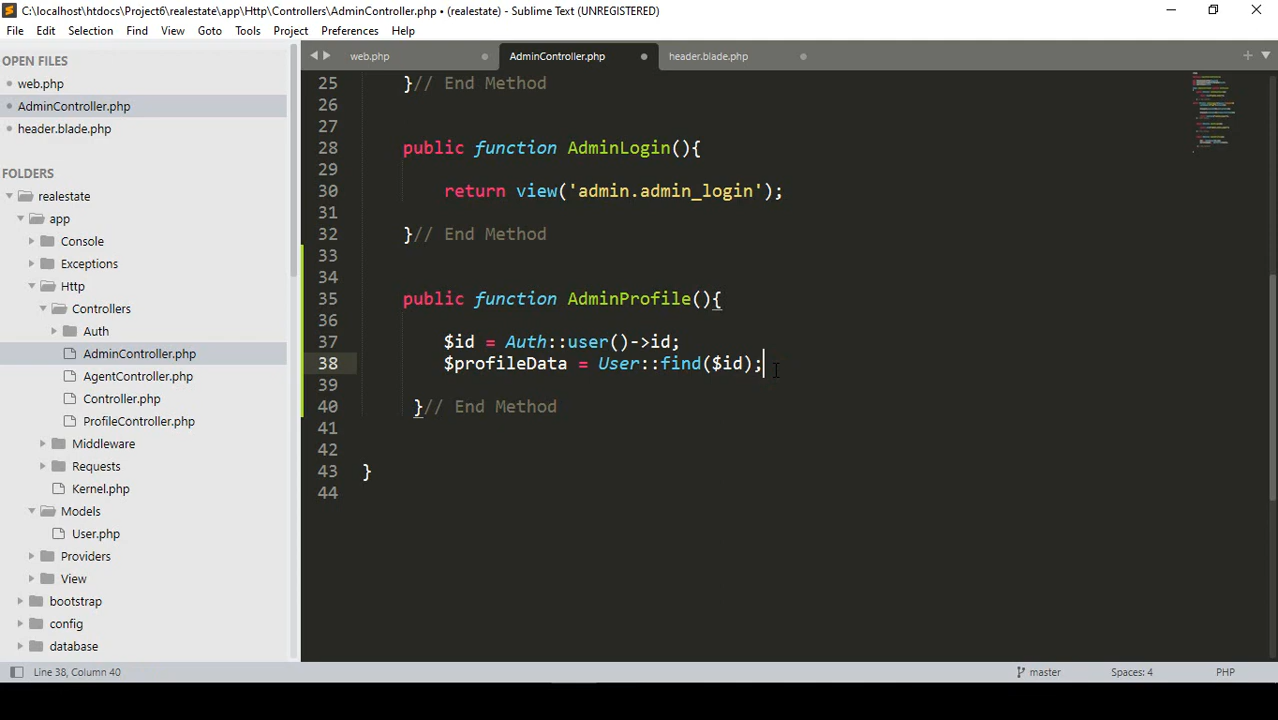 C:\localhost\htdocs\Project6\realestate\app\Http\Controllers\AdminController.php • (realestate) - Sublime Text (UNREGISTERED)
File Edit Selection Find View Goto Tools Project Preferences Help
OPEN FILES
web.php
AdminController.php
header.blade.php
FOLDERS
realestate
app
Console
Exceptions
Http
Controllers
Auth
AdminController.php
AgentController.php
Controller.php
ProfileController.php
Middleware
Requests
Kernel.php
Models
User.php
Providers
View
bootstrap
config
database
web.php AdminController.php header.blade.php
25 }// End Method
26
27
28 public function AdminLogin(){
29
30 return view('admin.admin_login');
31
32 }// End Method
33
34
35 public function AdminProfile(){
36
37 $id = Auth::user()->id;
38 $profileData = User::find($id);
39
40 }// End Method
41
42
43 }
44
Line 38, Column 40 master Spaces: 4 PHP